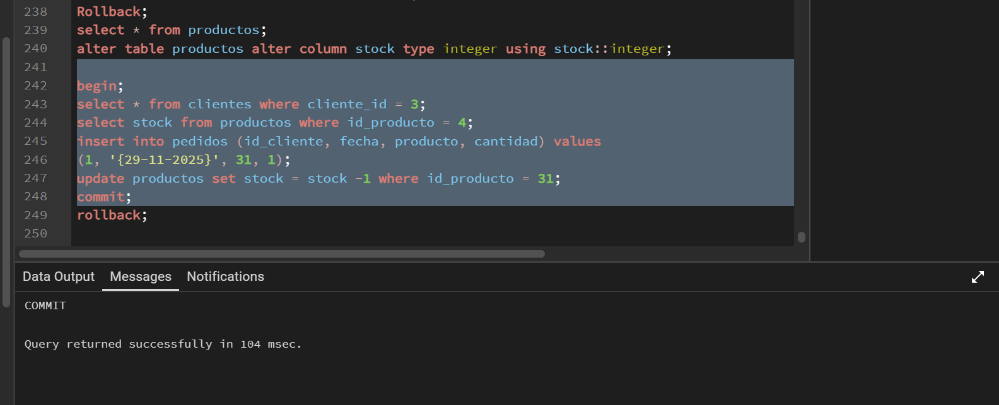 238 Rollback;
239 select * from productos;
240 alter table productos alter column stock type integer using stock::integer;
241
242 begin;
243 select * from clientes where cliente_id = 3;
244 select stock from productos where id_producto = 4;
245 insert into pedidos (id_cliente, fecha, producto, cantidad) values
246 (1, '{29-11-2025}', 31, 1);
247 update productos set stock = stock -1 where id_producto = 31;
248 commit;
249 rollback;
250
Data Output Messages Notifications
COMMIT
Query returned successfully in 104 msec.